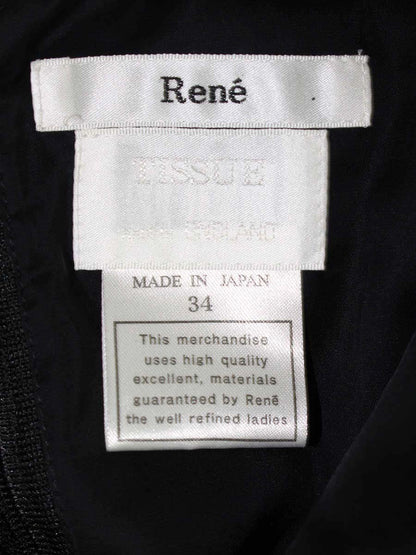 René
TISSUE
ENGLAND
MADE IN JAPAN
34
This merchandise
uses high quality
excellent, materials
guaranteed by René
the well refined ladies